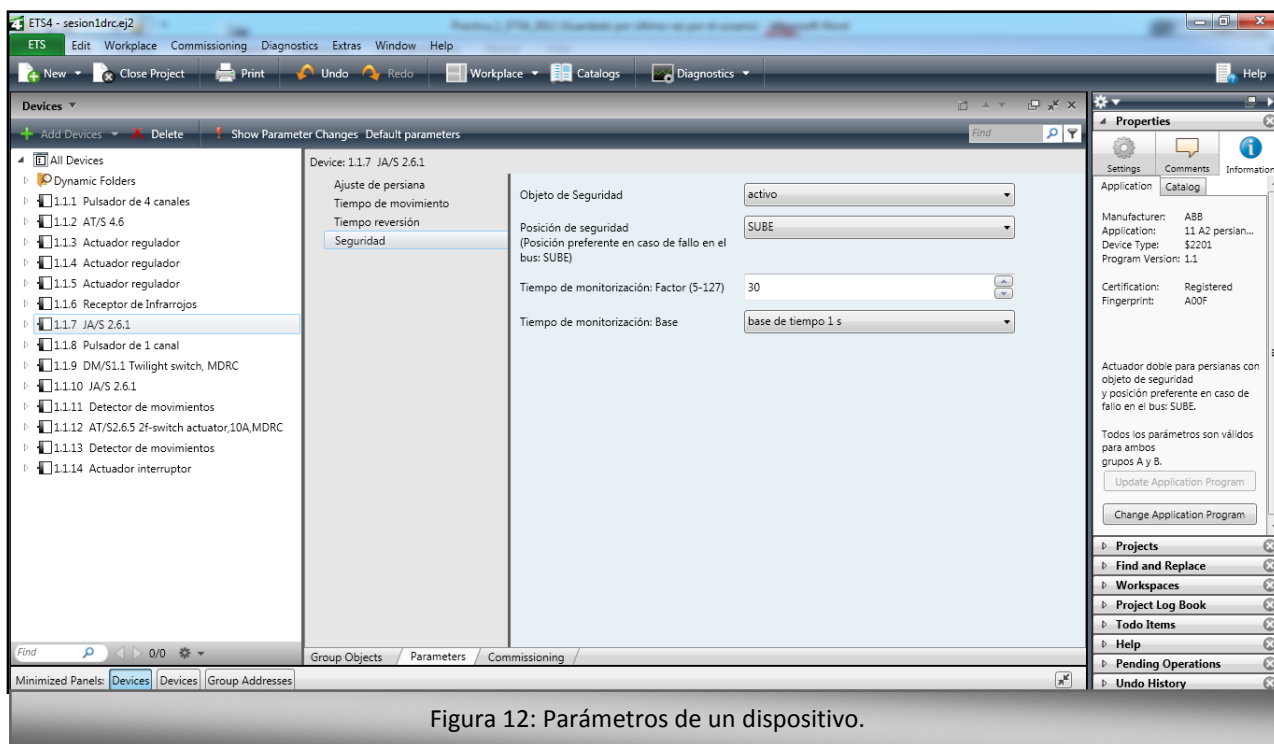 ETS4 - sesion1drc.ej2
ETS Edit Workplace Commissioning Diagnostics Extras Window Help
New Close Project Print Undo Redo Workplace Catalogs Diagnostics Help
Devices
Add Devices Delete Show Parameter Changes Default parameters Find
All Devices
Dynamic Folders
1.1.1 Pulsador de 4 canales
1.1.2 AT/S 4.6
1.1.3 Actuador regulador
1.1.4 Actuador regulador
1.1.5 Actuador regulador
1.1.6 Receptor de Infrarrojos
1.1.7 JA/S 2.6.1
1.1.8 Pulsador de 1 canal
1.1.9 DM/S1.1 Twilight switch, MDRC
1.1.10 JA/S 2.6.1
1.1.11 Detector de movimientos
1.1.12 AT/S2.6.5 2f-switch actuator,10A,MDRC
1.1.13 Detector de movimientos
1.1.14 Actuador interruptor
Find 0/0
Device: 1.1.7 JA/S 2.6.1
Ajuste de persiana
Tiempo de movimiento
Tiempo reversión
Seguridad
Objeto de Seguridad activo
Posición de seguridad SUBE
(Posición preferente en caso de fallo en el
bus: SUBE)
Tiempo de monitorización: Factor (5-127) 30
Tiempo de monitorización: Base base de tiempo 1 s
Group Objects Parameters Commissioning
Minimized Panels: Devices Devices Group Addresses
Properties
Settings Comments Information
Application Catalog
Manufacturer: ABB
Application: 11 A2 persian...
Device Type: $2201
Program Version: 1.1
Certification: Registered
Fingerprint: A00F
Actuador doble para persianas con
objeto de seguridad
y posición preferente en caso de
fallo en el bus: SUBE.
Todos los parámetros son válidos
para ambos
grupos A y B.
Update Application Program
Change Application Program
Projects
Find and Replace
Workspaces
Project Log Book
Todo Items
Help
Pending Operations
Undo History
Figura 12: Parámetros de un dispositivo.